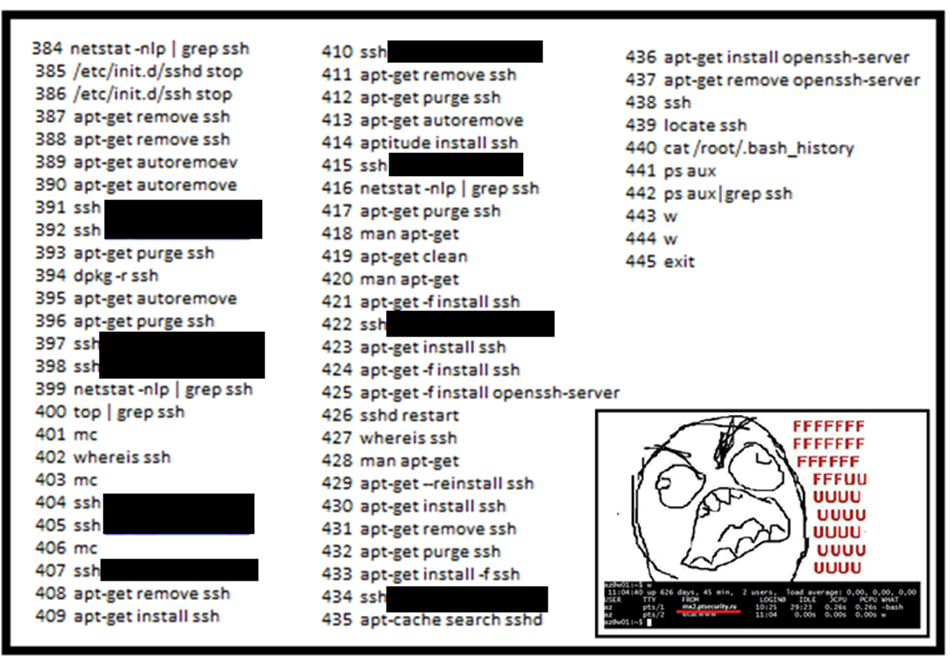 384 netstat -nlp | grep ssh
385 /etc/init.d/sshd stop
386 /etc/init.d/ssh stop
387 apt-get remove ssh
388 apt-get remove ssh
389 apt-get autoremoev
390 apt-get autoremove
391 ssh
392 ssh
393 apt-get purge ssh
394 dpkg -r ssh
395 apt-get autoremove
396 apt-get purge ssh
397 ssh
398 ssh
399 netstat -nlp | grep ssh
400 top | grep ssh
401 mc
402 whereis ssh
403 mc
404 ssh
405 ssh
406 mc
407 ssh
408 apt-get remove ssh
409 apt-get install ssh
410 ssh
411 apt-get remove ssh
412 apt-get purge ssh
413 apt-get autoremove
414 aptitude install ssh
415 ssh
416 netstat -nlp | grep ssh
417 apt-get purge ssh
418 man apt-get
419 apt-get clean
420 man apt-get
421 apt-get -f install ssh
422 ssh
423 apt-get install ssh
424 apt-get -f install ssh
425 apt-get -f install openssh-server
426 sshd restart
427 whereis ssh
428 man apt-get
429 apt-get --reinstall ssh
430 apt-get install ssh
431 apt-get remove ssh
432 apt-get purge ssh
433 apt-get install -f ssh
434 ssh
435 apt-cache search sshd
436 apt-get install openssh-server
437 apt-get remove openssh-server
438 ssh
439 locate ssh
440 cat /root/.bash_history
441 ps aux
442 ps aux|grep ssh
443 w
444 w
445 exit
FFFFFFF
FFFFFFF
FFFFFF
FFFUU
UUUU
UUUU
UUUU
UUUU
UUUU
az@w01:~$ w
11:04:40 up 626 days, 45 min, 2 users, load average: 0,00, 0,00, 0,00
USER TTY FROM LOGIN@ IDLE JCPU PCPU WHAT
az pts/1 mx2.ptsecurity.ru 10:25 29:23 0.26s 0.26s -bash
az pts/2 11:04 0.00s 0.00s 0.00s w
az@w01:~$